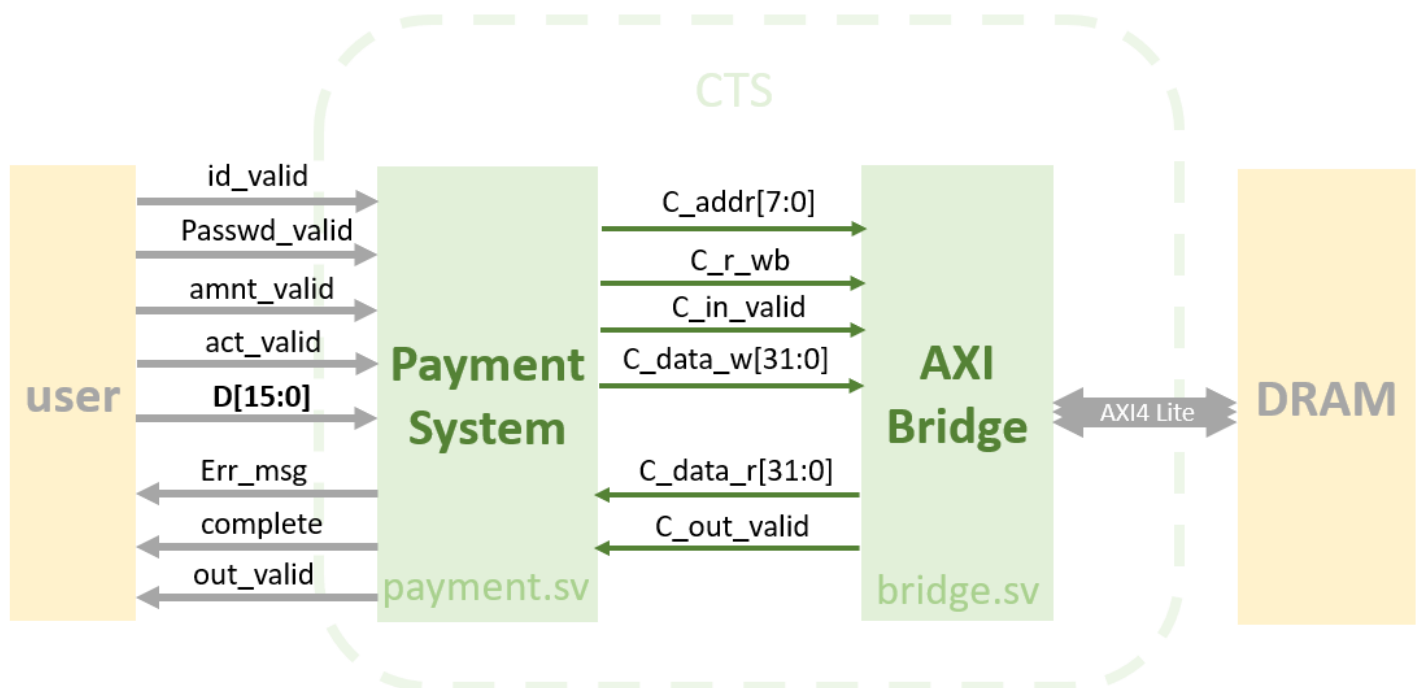 CTS
user
id_valid
Passwd_valid
amnt_valid
act_valid
D[15:0]
Err_msg
complete
out_valid
Payment
System
payment.sv
C_addr[7:0]
C_r_wb
C_in_valid
C_data_w[31:0]
C_data_r[31:0]
C_out_valid
AXI
Bridge
bridge.sv
AXI4 Lite
DRAM